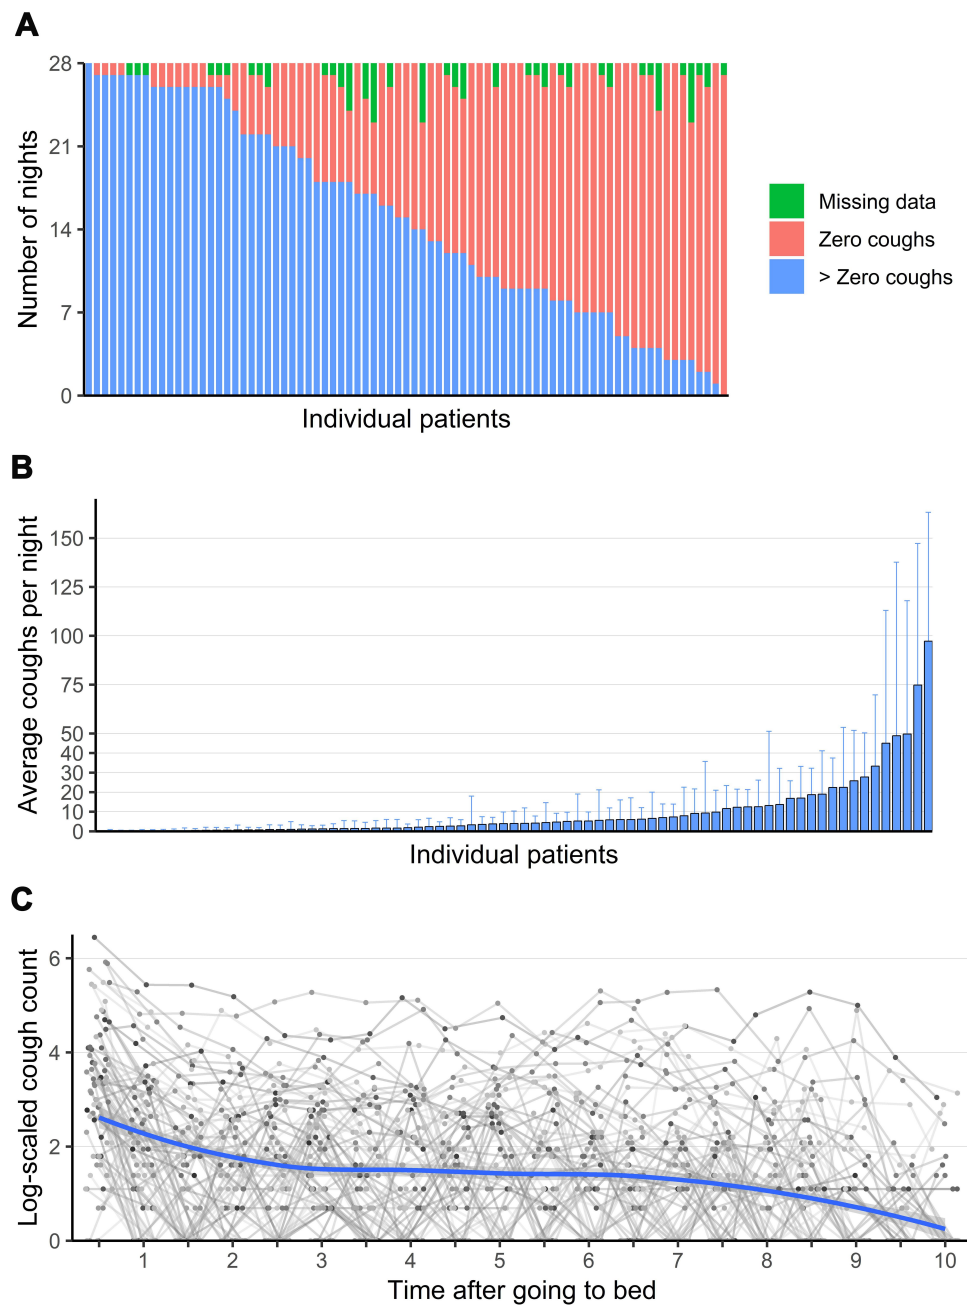 A
Number of nights
28
21
14
7
0
Individual patients
Missing data
Zero coughs
> Zero coughs
B
Average coughs per night
150
125
100
75
50
40
30
20
10
0
Individual patients
C
Log-scaled cough count
6
4
2
0
1 2 3 4 5 6 7 8 9 10
Time after going to bed